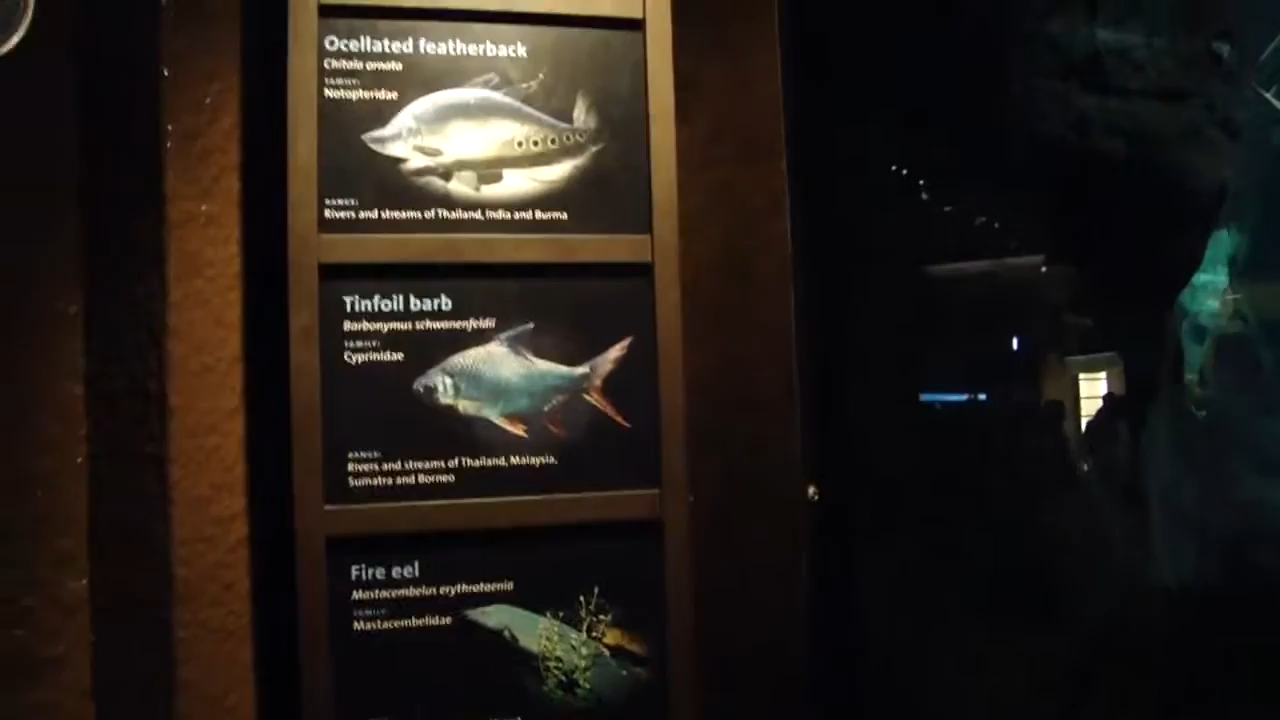 Ocellated featherback
Chitala ornata
FAMILY:
Notopteridae
RANGE:
Rivers and streams of Thailand, India and Burma
Tinfoil barb
Barbonymus schwanenfeldii
FAMILY:
Cyprinidae
RANGE:
Rivers and streams of Thailand, Malaysia,
Sumatra and Borneo
Fire eel
Mastacembelus erythrotaenia
FAMILY:
Mastacembelidae